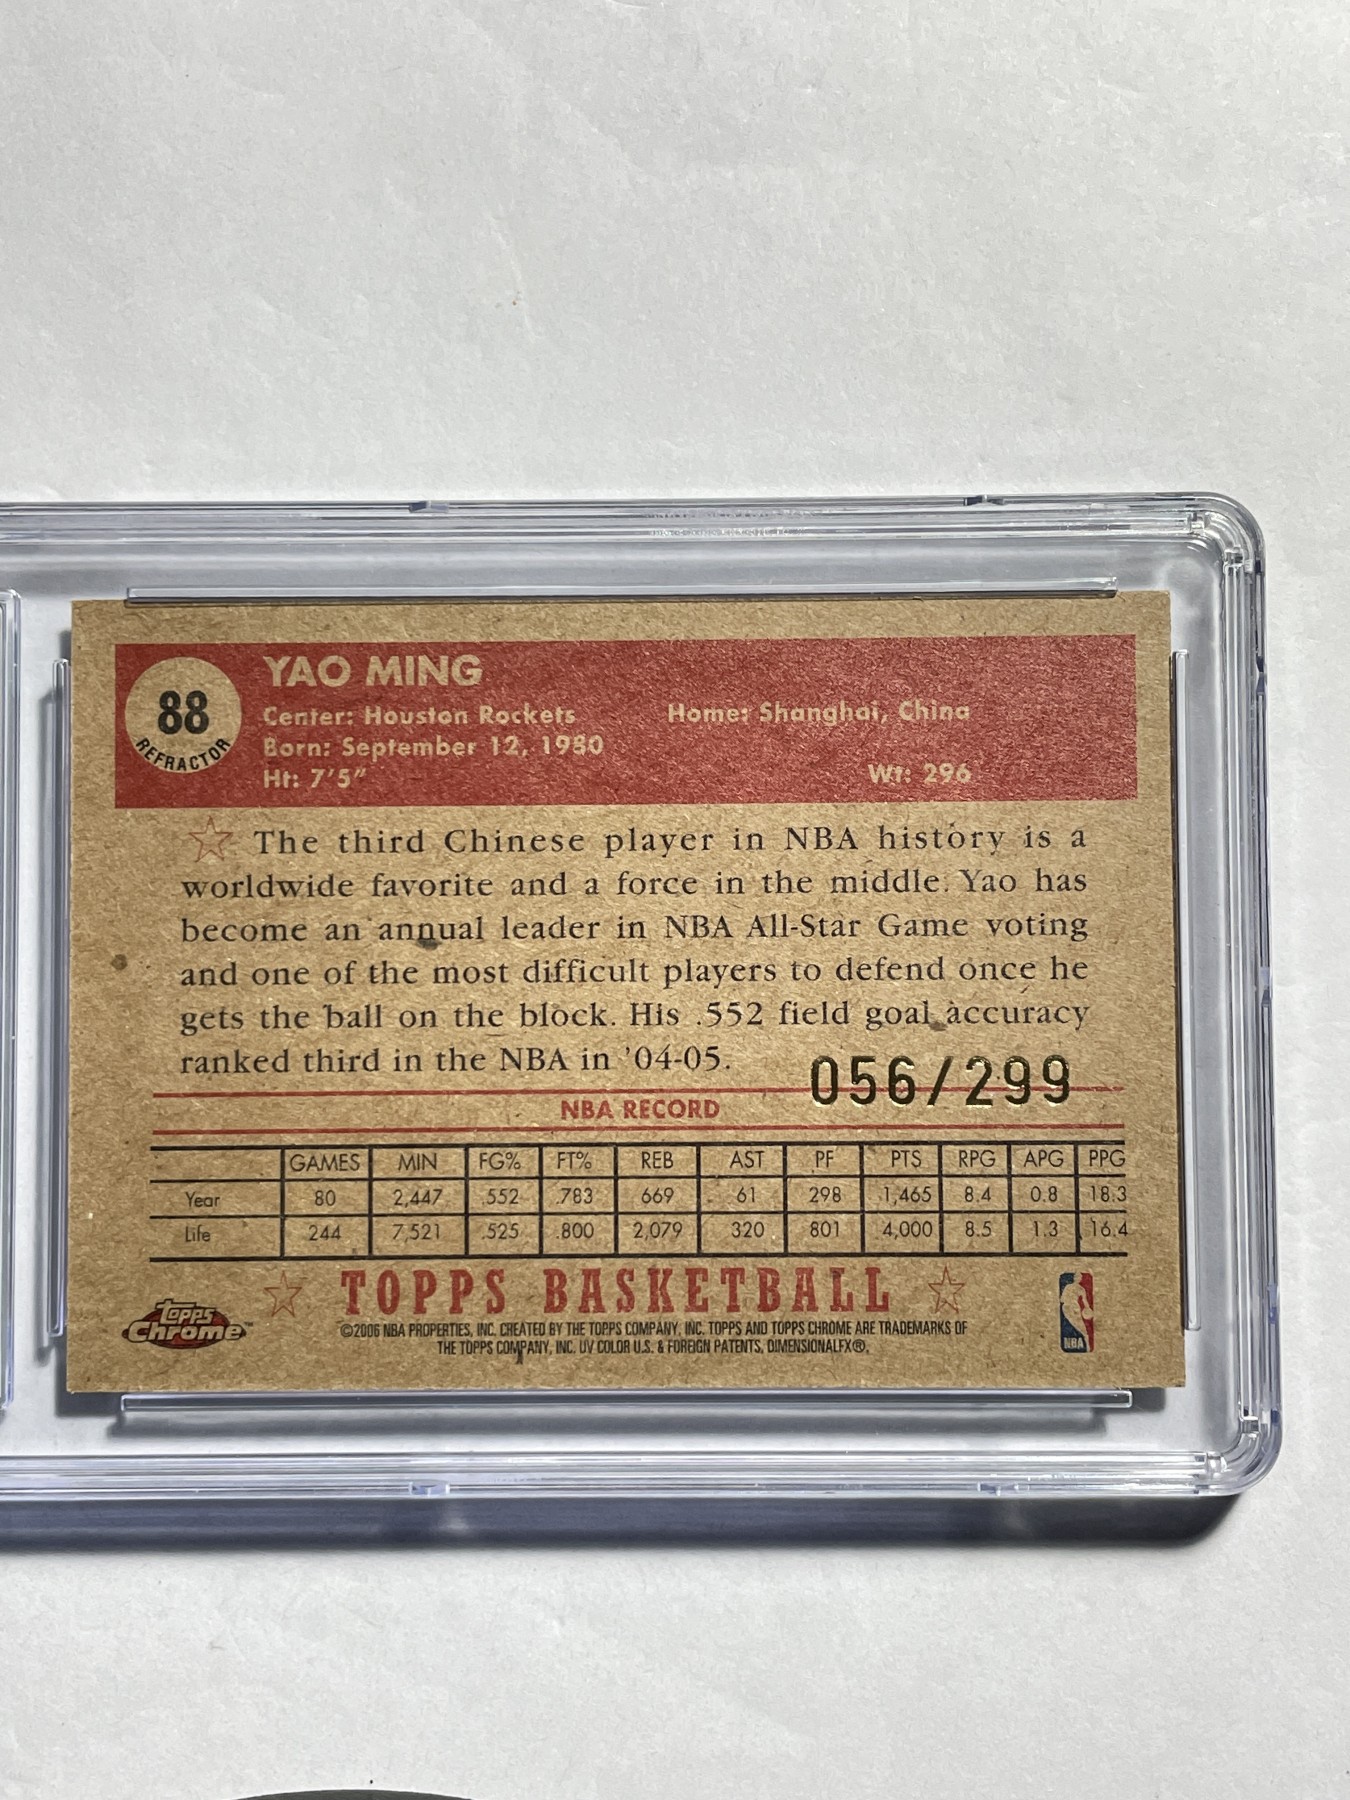 88
REFRACTOR
YAO MING
Center: Houston Rockets Home: Shanghai, China
Born: September 12, 1980
Ht: 7'5" Wt: 296
The third Chinese player in NBA history is a
worldwide favorite and a force in the middle. Yao has
become an annual leader in NBA All-Star Game voting
and one of the most difficult players to defend once he
gets the ball on the block. His .552 field goal accuracy
ranked third in the NBA in '04-05.
056/299
NBA RECORD
GAMES MIN FG% FT% REB AST PF PTS RPG APG PPG
Year 80 2,447 .552 .783 669 61 298 1,465 8.4 0.8 18.3
Life 244 7,521 .525 .800 2,079 320 801 4,000 8.5 1.3 16.4
TOPPS BASKETBALL
topps Chrome™
©2006 NBA PROPERTIES, INC. CREATED BY THE TOPPS COMPANY, INC. TOPPS AND TOPPS CHROME ARE TRADEMARKS OF
THE TOPPS COMPANY, INC. UV COLOR U.S. & FOREIGN PATENTS, DIMENSIONALFX®.
NBA